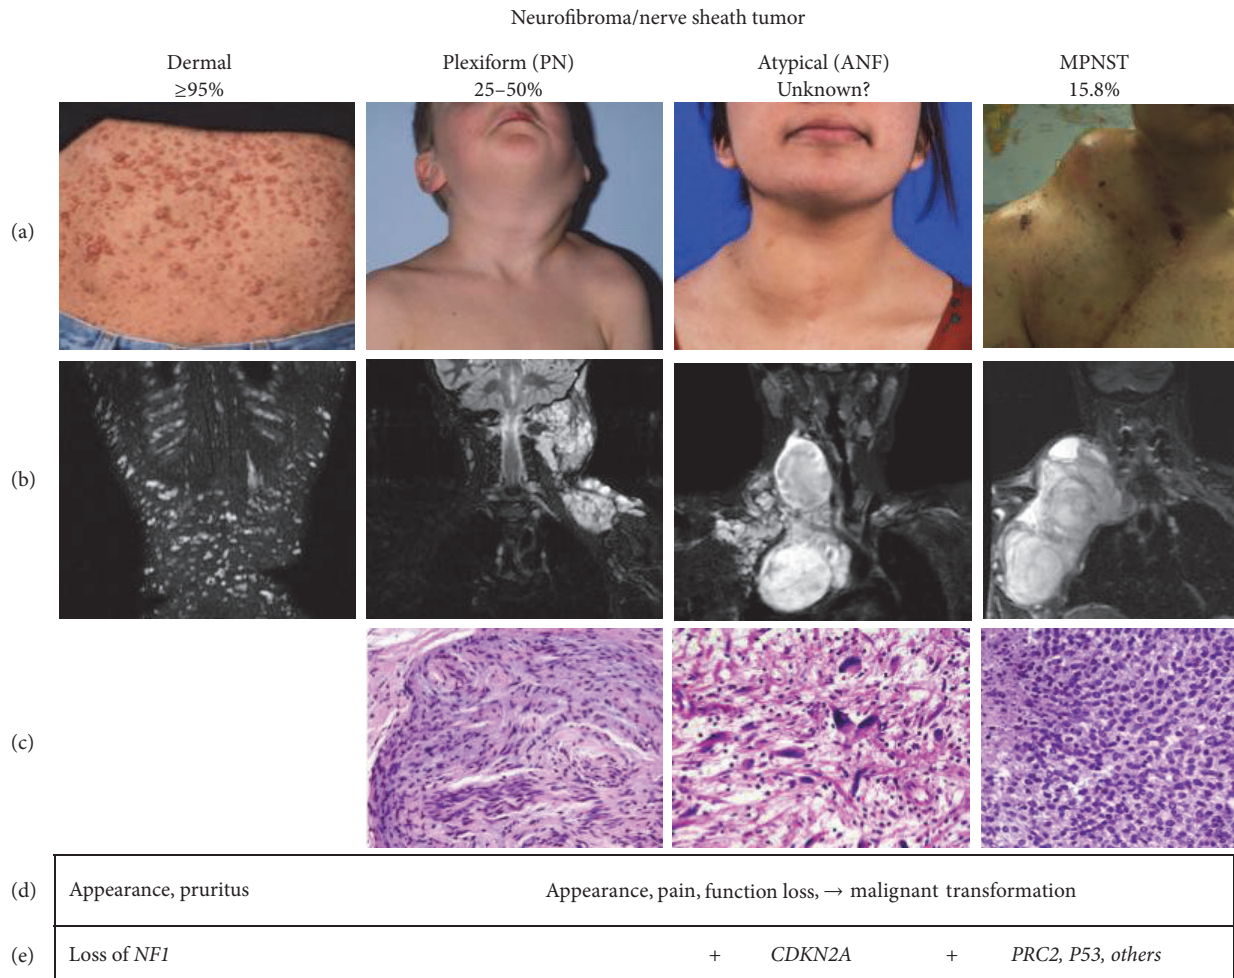 Neurofibroma/nerve sheath tumor
Dermal
≥95%
Plexiform (PN)
25–50%
Atypical (ANF)
Unknown?
MPNST
15.8%
(a)
(b)
(c)
(d) Appearance, pruritus Appearance, pain, function loss, → malignant transformation
(e) Loss of NF1 + CDKN2A + PRC2, P53, others